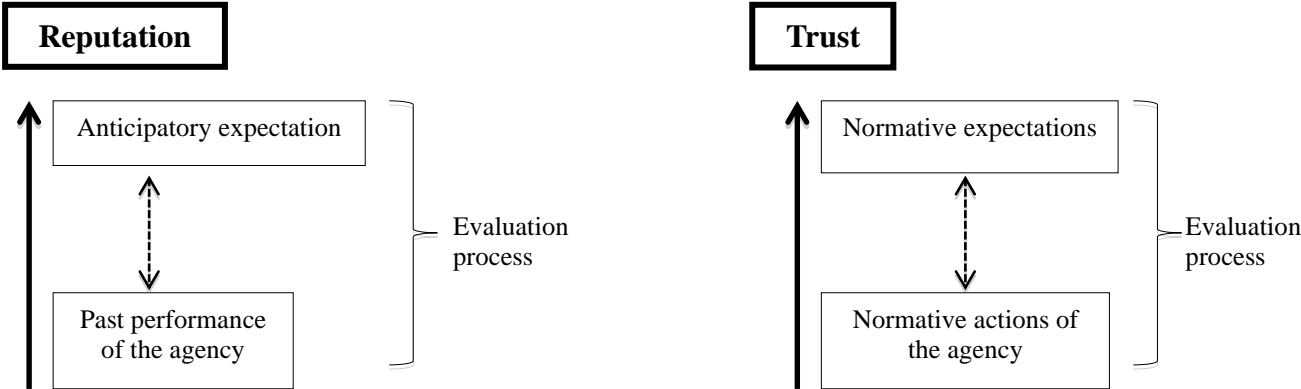 Reputation
Anticipatory expectation
Evaluation
process
Past performance
of the agency
Trust
Normative expectations
Evaluation
process
Normative actions of
the agency